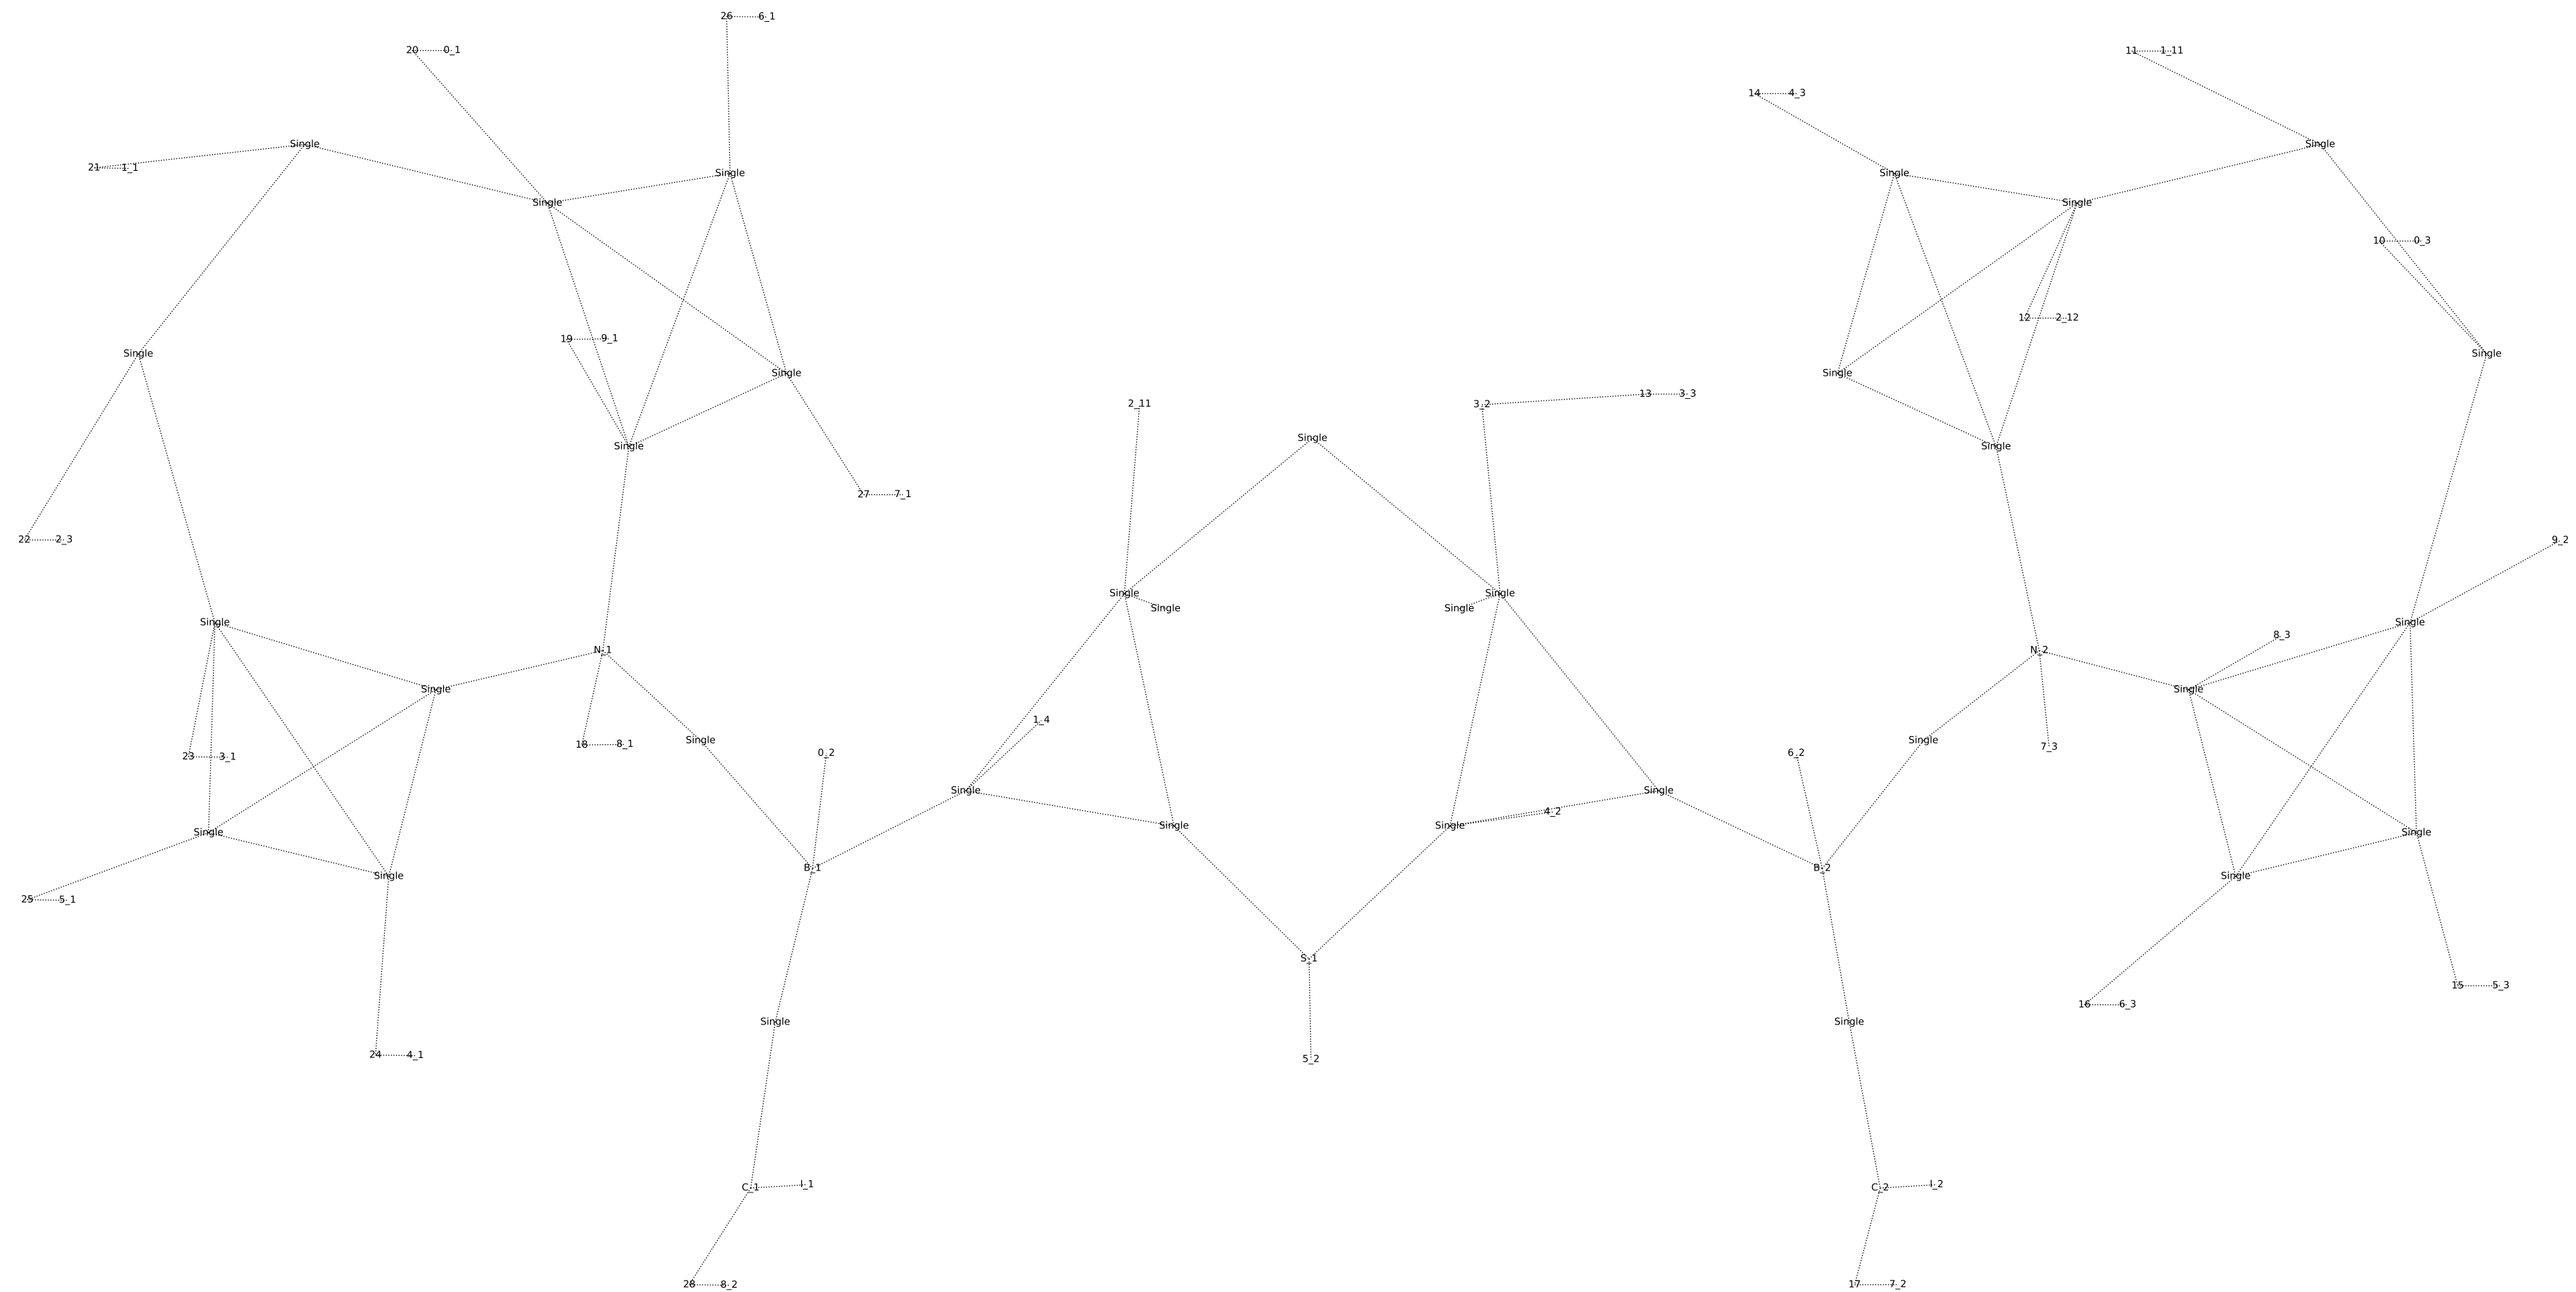 26 6_1
20 0_1
11 1_11
14 4_3
Single
Single
21 1_1
Single
Single
Single
Single
10 0_3
12 2_12
19 9_1
Single
Single
Single
Single
13 3_3
2_11
3_2
Single
Single
Single
27 7_1
22 2_3
9_2
Single
Single
Single
Single
Single
Single
8_3
N_1
N_2
Single
Single
1_4
Single
Single
18 8_1
7_3
0_2
6_2
23 3_1
Single
Single
4_2
Single
Single
Single
Single
B_1
B_2
Single
Single
25 5_1
S_1
15 5_3
16 6_3
Single
Single
24 4_1
5_2
C_1 I_1
C_2 I_2
28 8_2
17 7_2